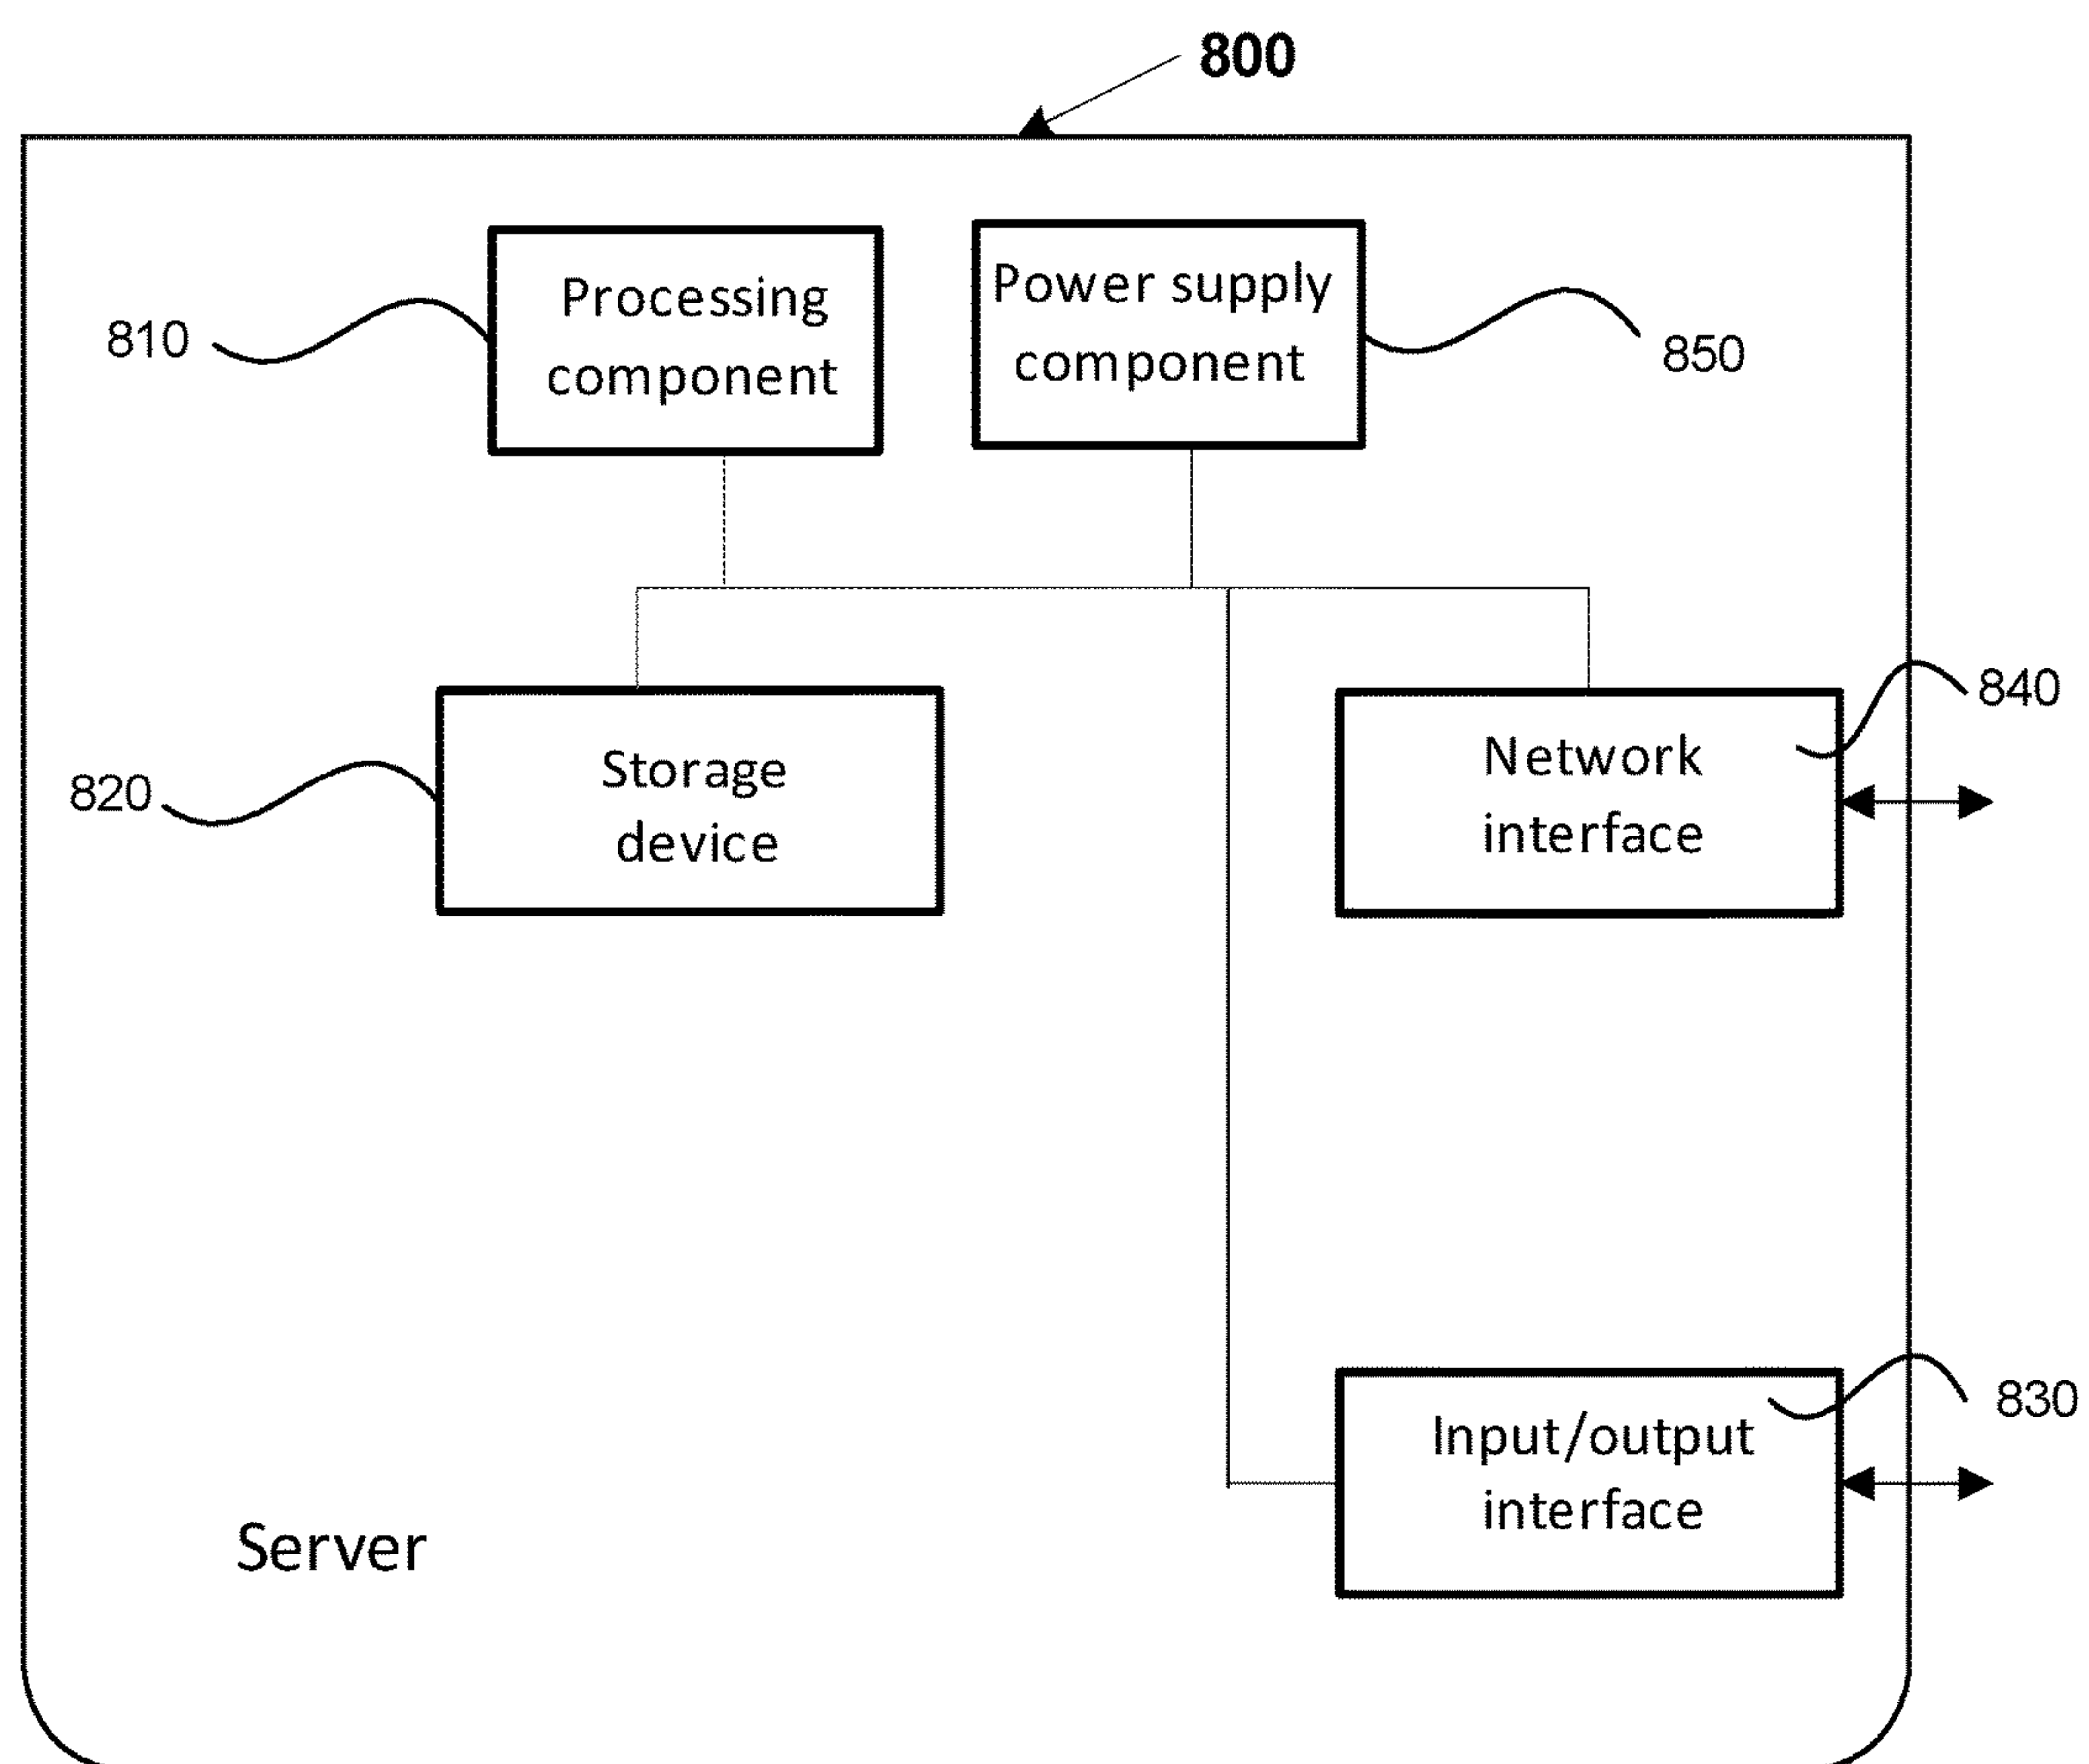 800
Processing
component
Power supply
component
810
850
Storage
device
820
Network
interface
840
Input/output
interface
830
Server